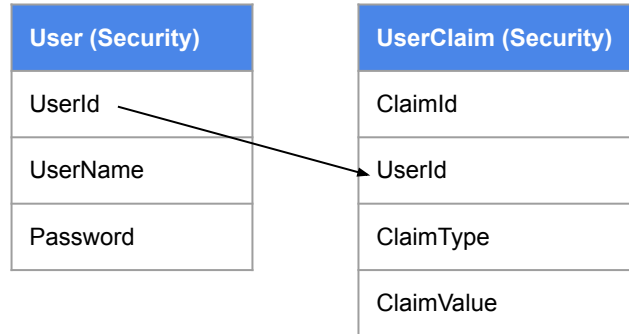 User (Security)
UserId
UserName
Password
UserClaim (Security)
ClaimId
UserId
ClaimType
ClaimValue